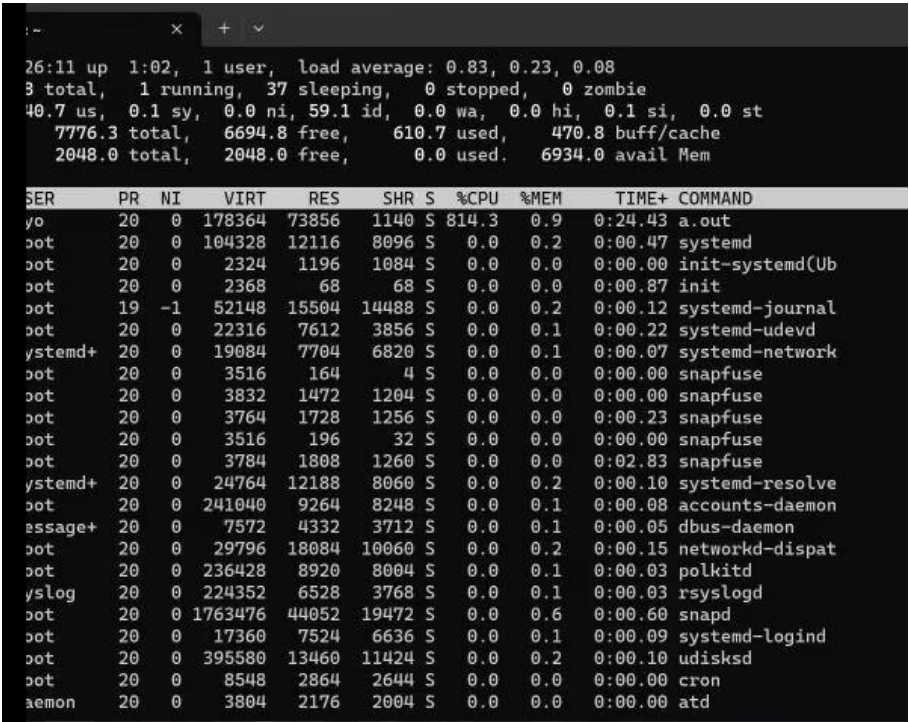 : ~ × + ⌄
26:11 up  1:02,  1 user,  load average: 0.83, 0.23, 0.08
8 total,   1 running,  37 sleeping,   0 stopped,   0 zombie
40.7 us,  0.1 sy,  0.0 ni, 59.1 id,  0.0 wa,  0.0 hi,  0.1 si,  0.0 st
7776.3 total,   6694.8 free,    610.7 used,    470.8 buff/cache
2048.0 total,   2048.0 free,      0.0 used.   6934.0 avail Mem
SER PR NI VIRT RES SHR S %CPU %MEM TIME+ COMMAND
yo 20 0 178364 73856 1140 S 814.3 0.9 0:24.43 a.out
oot 20 0 104328 12116 8096 S 0.0 0.2 0:00.47 systemd
oot 20 0 2324 1196 1084 S 0.0 0.0 0:00.00 init-systemd(Ub
oot 20 0 2368 68 68 S 0.0 0.0 0:00.87 init
oot 19 -1 52148 15504 14488 S 0.0 0.2 0:00.12 systemd-journal
oot 20 0 22316 7612 3856 S 0.0 0.1 0:00.22 systemd-udevd
ystemd+ 20 0 19084 7704 6820 S 0.0 0.1 0:00.07 systemd-network
oot 20 0 3516 164 4 S 0.0 0.0 0:00.00 snapfuse
oot 20 0 3832 1472 1204 S 0.0 0.0 0:00.00 snapfuse
oot 20 0 3764 1728 1256 S 0.0 0.0 0:00.23 snapfuse
oot 20 0 3516 196 32 S 0.0 0.0 0:00.00 snapfuse
oot 20 0 3784 1808 1260 S 0.0 0.0 0:02.83 snapfuse
ystemd+ 20 0 24764 12188 8060 S 0.0 0.2 0:00.10 systemd-resolve
oot 20 0 241040 9264 8248 S 0.0 0.1 0:00.08 accounts-daemon
essage+ 20 0 7572 4332 3712 S 0.0 0.1 0:00.05 dbus-daemon
oot 20 0 29796 18084 10060 S 0.0 0.2 0:00.15 networkd-dispat
oot 20 0 236428 8920 8004 S 0.0 0.1 0:00.03 polkitd
yslog 20 0 224352 6528 3768 S 0.0 0.1 0:00.03 rsyslogd
oot 20 0 1763476 44052 19472 S 0.0 0.6 0:00.60 snapd
oot 20 0 17360 7524 6636 S 0.0 0.1 0:00.09 systemd-logind
oot 20 0 395580 13460 11424 S 0.0 0.2 0:00.10 udisksd
oot 20 0 8548 2864 2644 S 0.0 0.0 0:00.00 cron
aemon 20 0 3804 2176 2004 S 0.0 0.0 0:00.00 atd